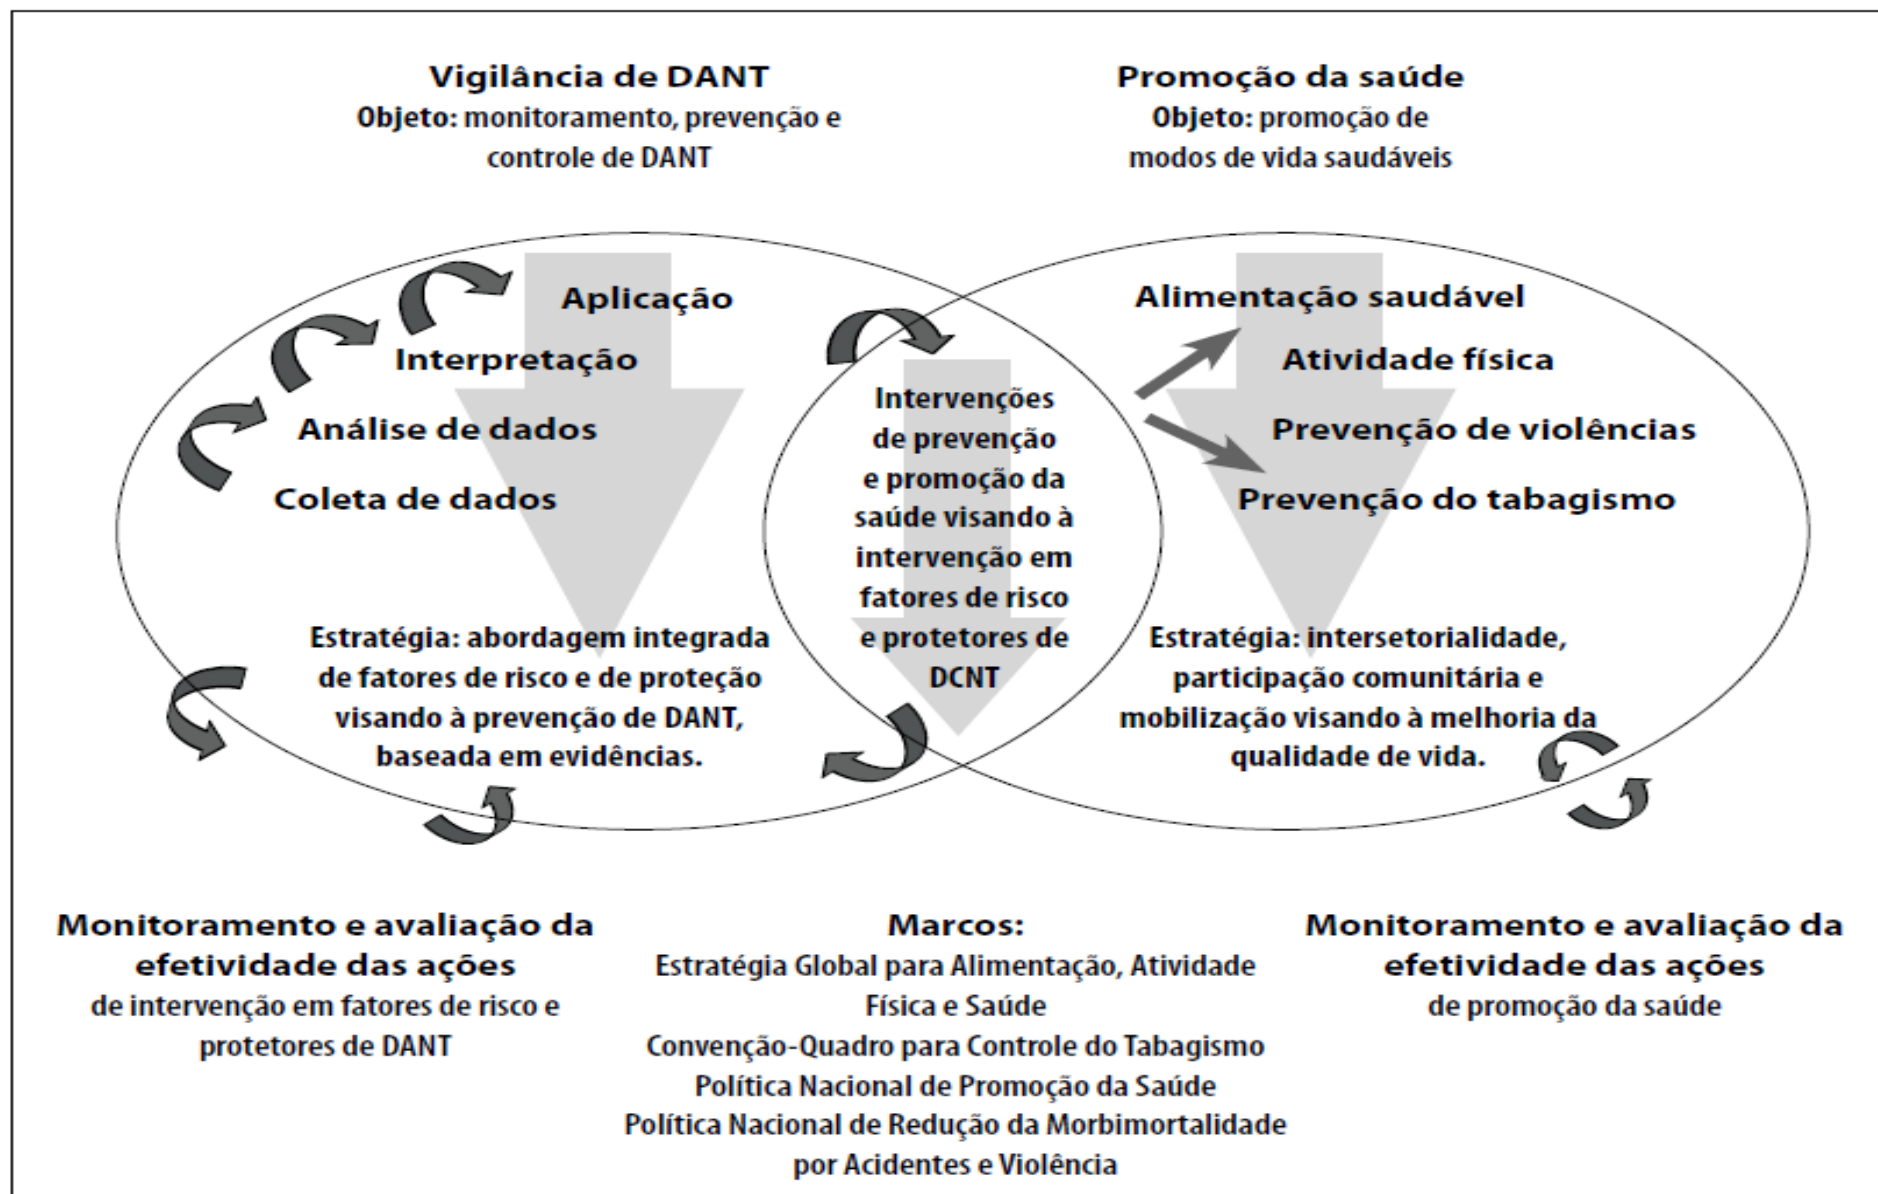 Vigilância de DANT
Objeto: monitoramento, prevenção e
controle de DANT
Promoção da saúde
Objeto: promoção de
modos de vida saudáveis
Aplicação
Interpretação
Análise de dados
Coleta de dados
Estratégia: abordagem integrada
de fatores de risco e de proteção
visando à prevenção de DANT,
baseada em evidências.
Intervenções
de prevenção
e promoção da
saúde visando à
intervenção em
fatores de risco
e protetores de
DCNT
Alimentação saudável
Atividade física
Prevenção de violências
Prevenção do tabagismo
Estratégia: intersetorialidade,
participação comunitária e
mobilização visando à melhoria da
qualidade de vida.
Monitoramento e avaliação da
efetividade das ações
de intervenção em fatores de risco e
protetores de DANT
Marcos:
Estratégia Global para Alimentação, Atividade
Física e Saúde
Convenção-Quadro para Controle do Tabagismo
Política Nacional de Promoção da Saúde
Política Nacional de Redução da Morbimortalidade
por Acidentes e Violência
Monitoramento e avaliação da
efetividade das ações
de promoção da saúde